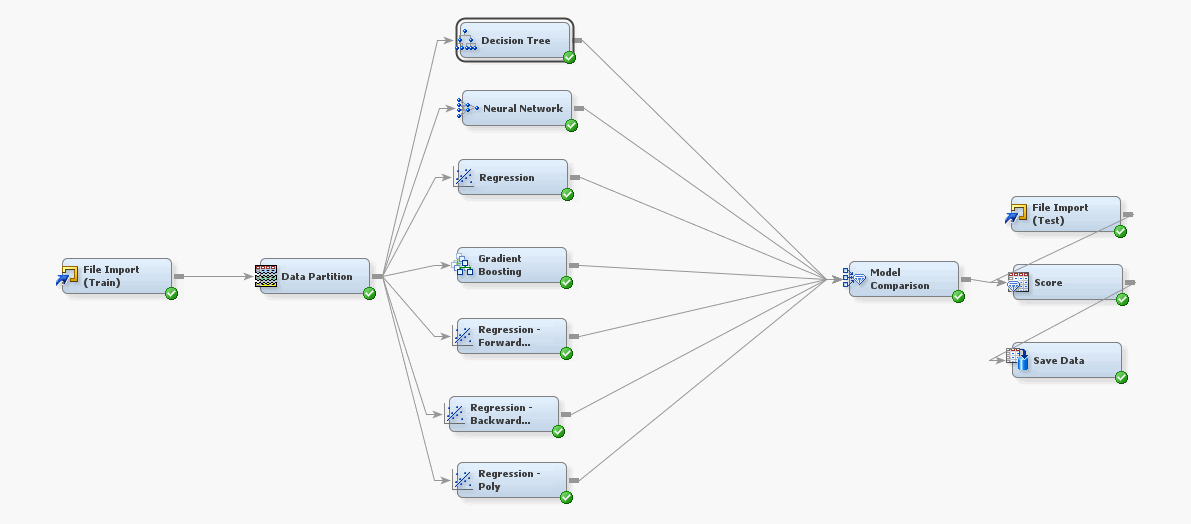 File Import
(Train)
Data Partition
Decision Tree
Neural Network
Regression
Gradient
Boosting
Regression -
Forward...
Regression -
Backward...
Regression -
Poly
Model
Comparison
File Import
(Test)
Score
Save Data